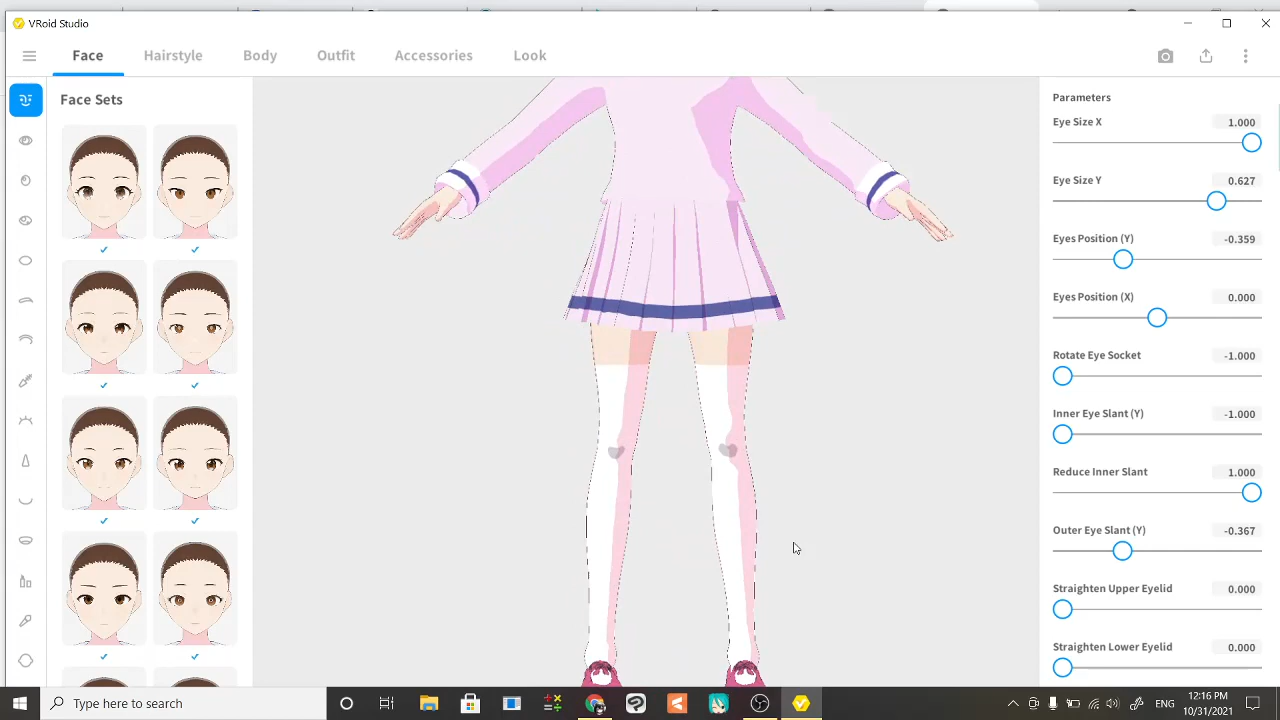 VRoid Studio
Face Hairstyle Body Outfit Accessories Look
Face Sets
Parameters
Eye Size X 1.000
Eye Size Y 0.627
Eyes Position (Y) -0.359
Eyes Position (X) 0.000
Rotate Eye Socket -1.000
Inner Eye Slant (Y) -1.000
Reduce Inner Slant 1.000
Outer Eye Slant (Y) -0.367
Straighten Upper Eyelid 0.000
Straighten Lower Eyelid 0.000
Type here to search
ENG
12:16 PM
10/31/2021